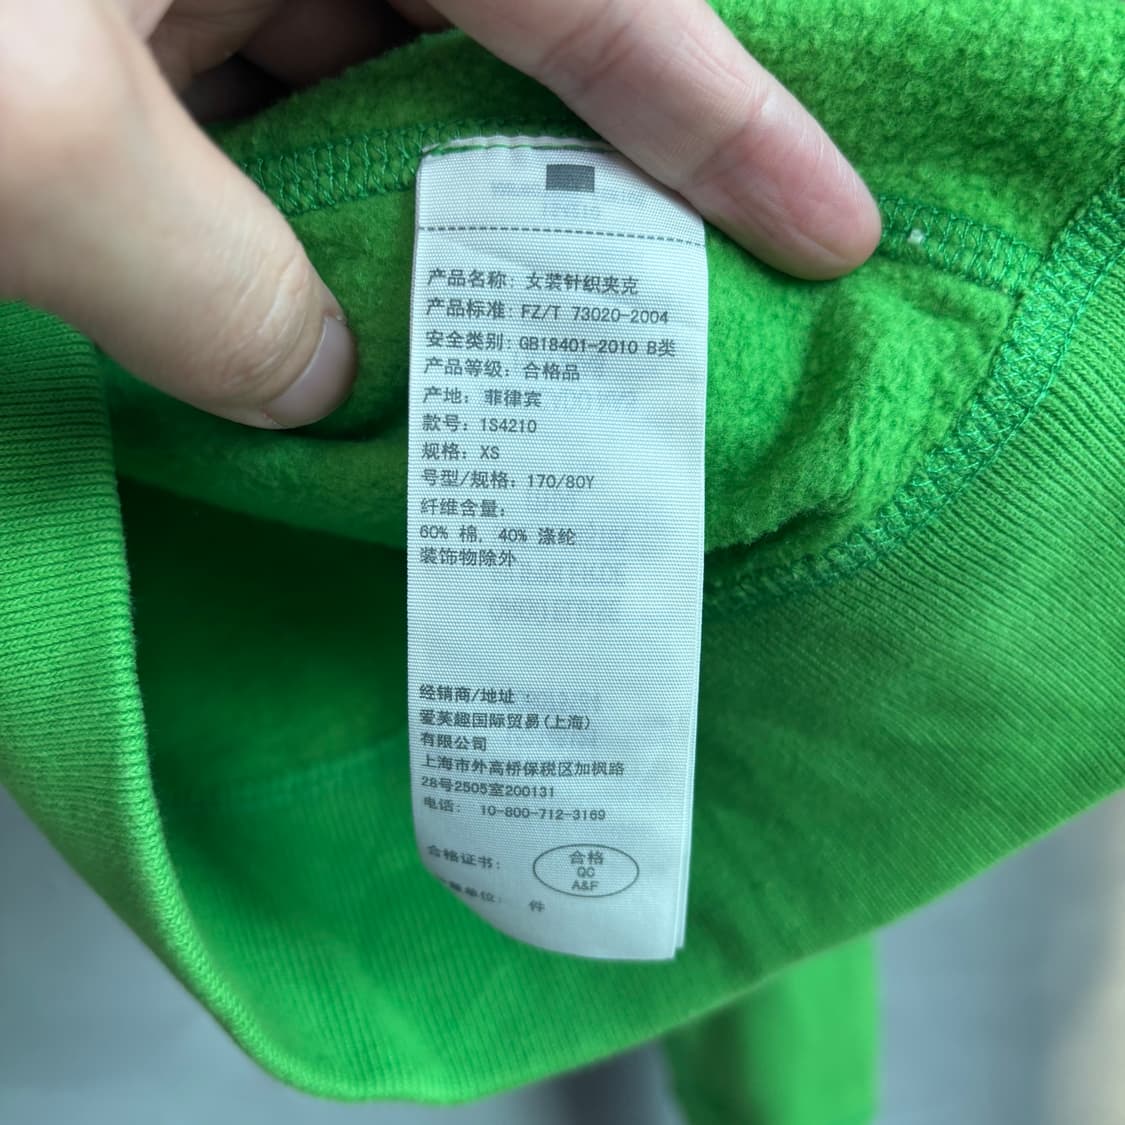 产品名称: 女装针织夹克
产品标准: FZ/T 73020-2004
安全类别: GB18401-2010 B类
产品等级: 合格品
产地: 菲律宾
款号: 1S4210
规格: XS
号型/规格: 170/80Y
纤维含量:
60% 棉, 40% 涤纶
装饰物除外
经销商/地址:
爱芙趣国际贸易(上海)
有限公司
上海市外高桥保税区加枫路
28号2505室200131
电话: 10-800-712-3169
合格证书:
合格
QC
A&F
单位: 件